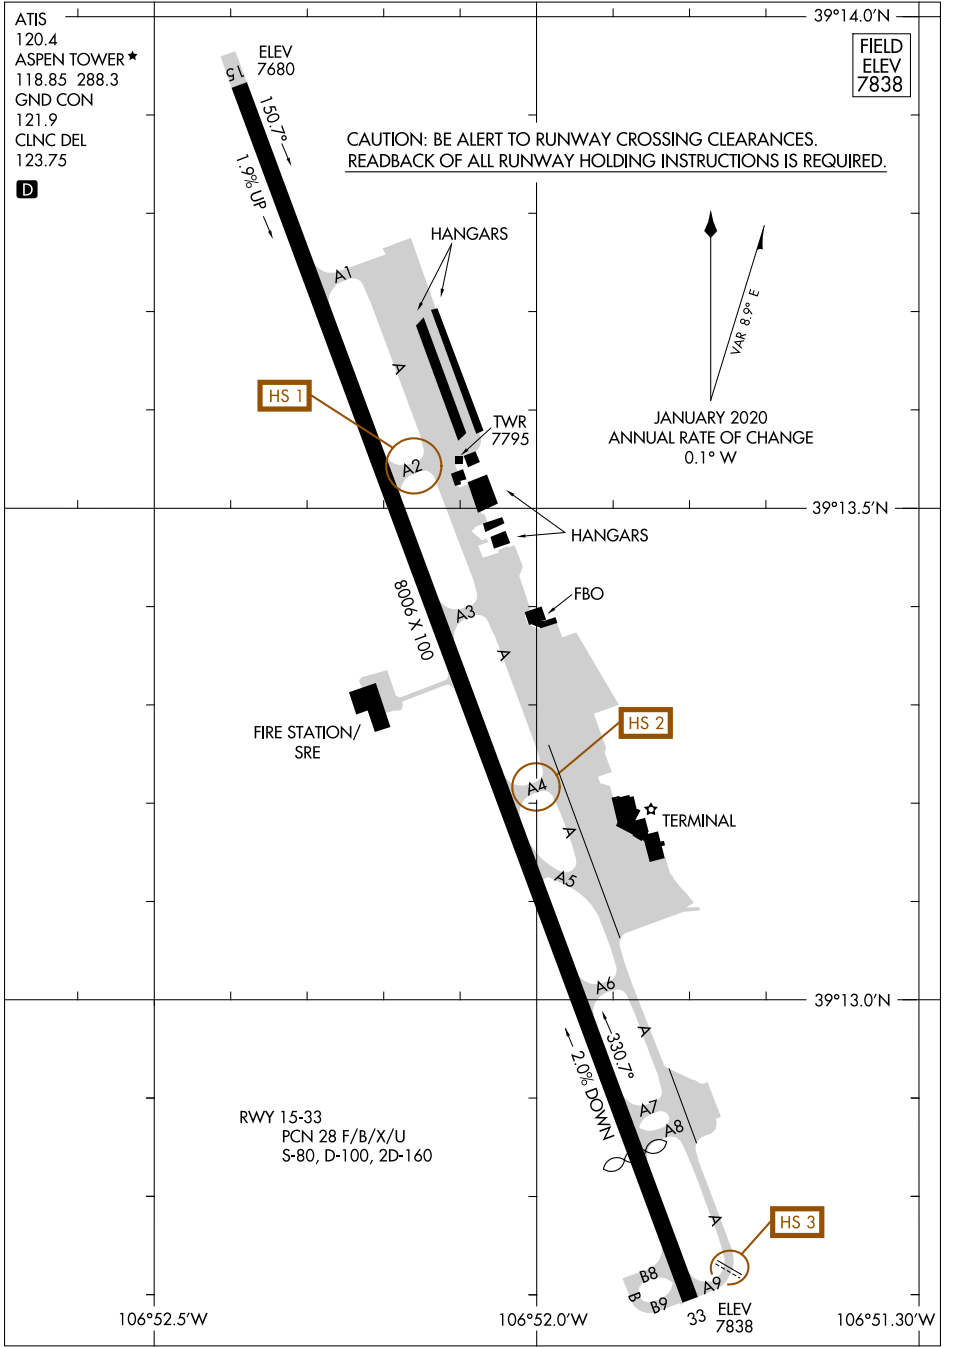 ATIS
120.4
ASPEN TOWER ★
118.85 288.3
GND CON
121.9
CLNC DEL
123.75
D
39°14.0'N
FIELD
ELEV
7838
ELEV
7680
15
150.7°
1.9% UP
CAUTION: BE ALERT TO RUNWAY CROSSING CLEARANCES.
READBACK OF ALL RUNWAY HOLDING INSTRUCTIONS IS REQUIRED.
HANGARS
A1
A
VAR 8.9° E
HS 1
TWR
7795
JANUARY 2020
ANNUAL RATE OF CHANGE
0.1° W
A2
39°13.5'N
HANGARS
8006 X 100
FBO
A3
A
FIRE STATION/
SRE
HS 2
A4
TERMINAL
A
A5
A6
39°13.0'N
A
330.7°
2.0% DOWN
A7
A8
RWY 15-33
PCN 28 F/B/X/U
S-80, D-100, 2D-160
A
HS 3
B8
B
B9
A9
33
ELEV
7838
106°52.5'W
106°52.0'W
106°51.30'W